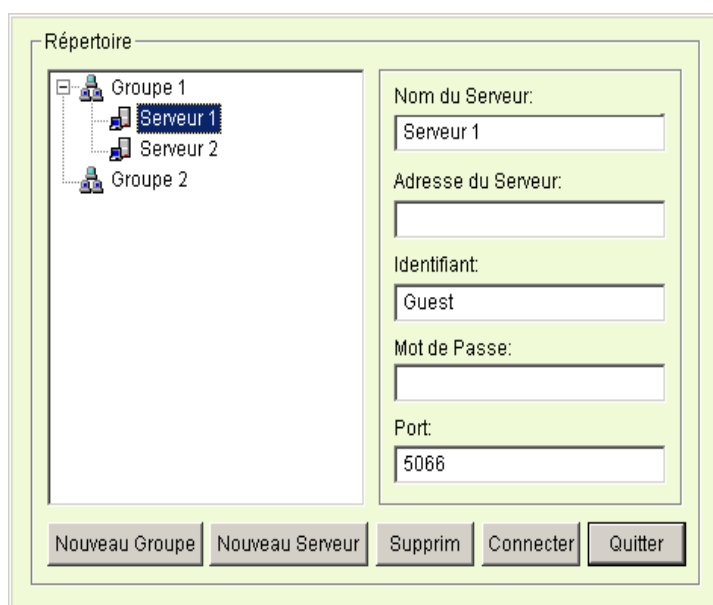 Répertoire
Groupe 1
Serveur 1
Serveur 2
Groupe 2
Nom du Serveur:
Serveur 1
Adresse du Serveur:
Identifiant:
Guest
Mot de Passe:
Port:
5066
Nouveau Groupe Nouveau Serveur Supprim Connecter Quitter